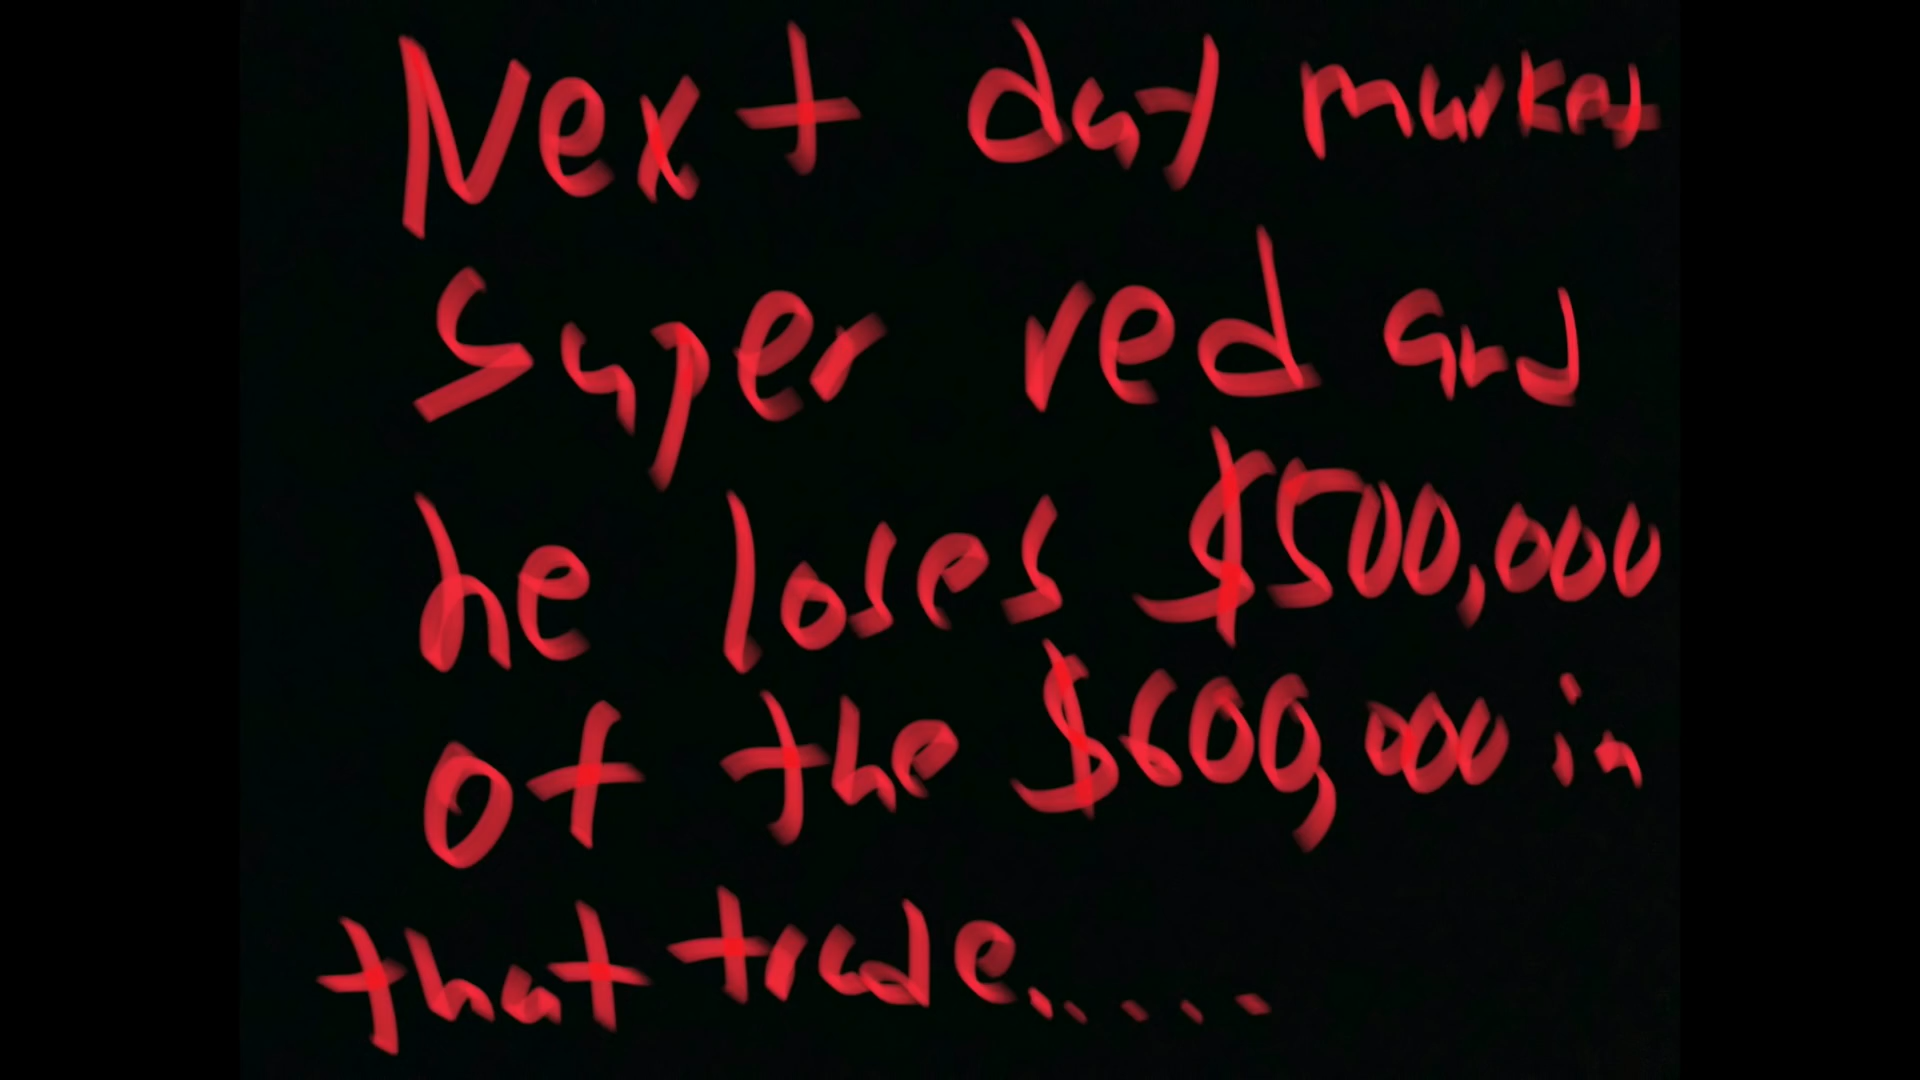 Next day market
super red and
he loses $500,000
of the $600,000 in
that trade......